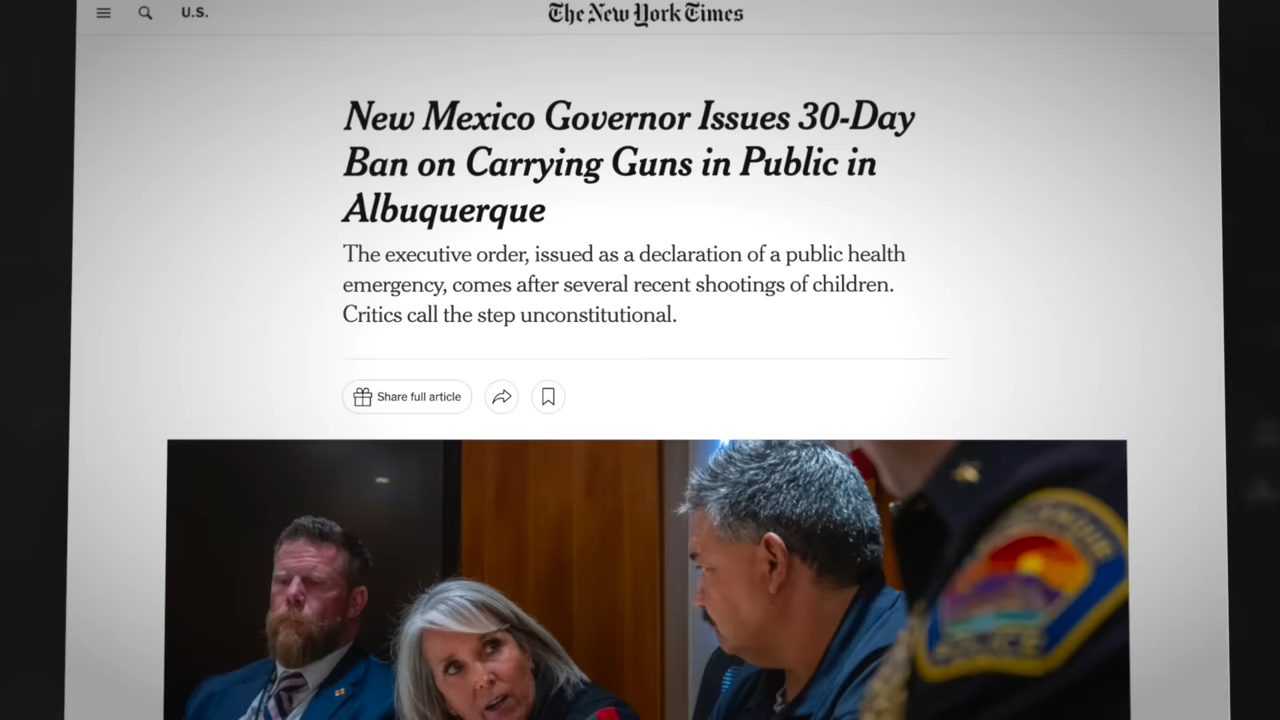 U.S.
The New York Times
New Mexico Governor Issues 30-Day
Ban on Carrying Guns in Public in
Albuquerque
The executive order, issued as a declaration of a public health
emergency, comes after several recent shootings of children.
Critics call the step unconstitutional.
Share full article
POLICE